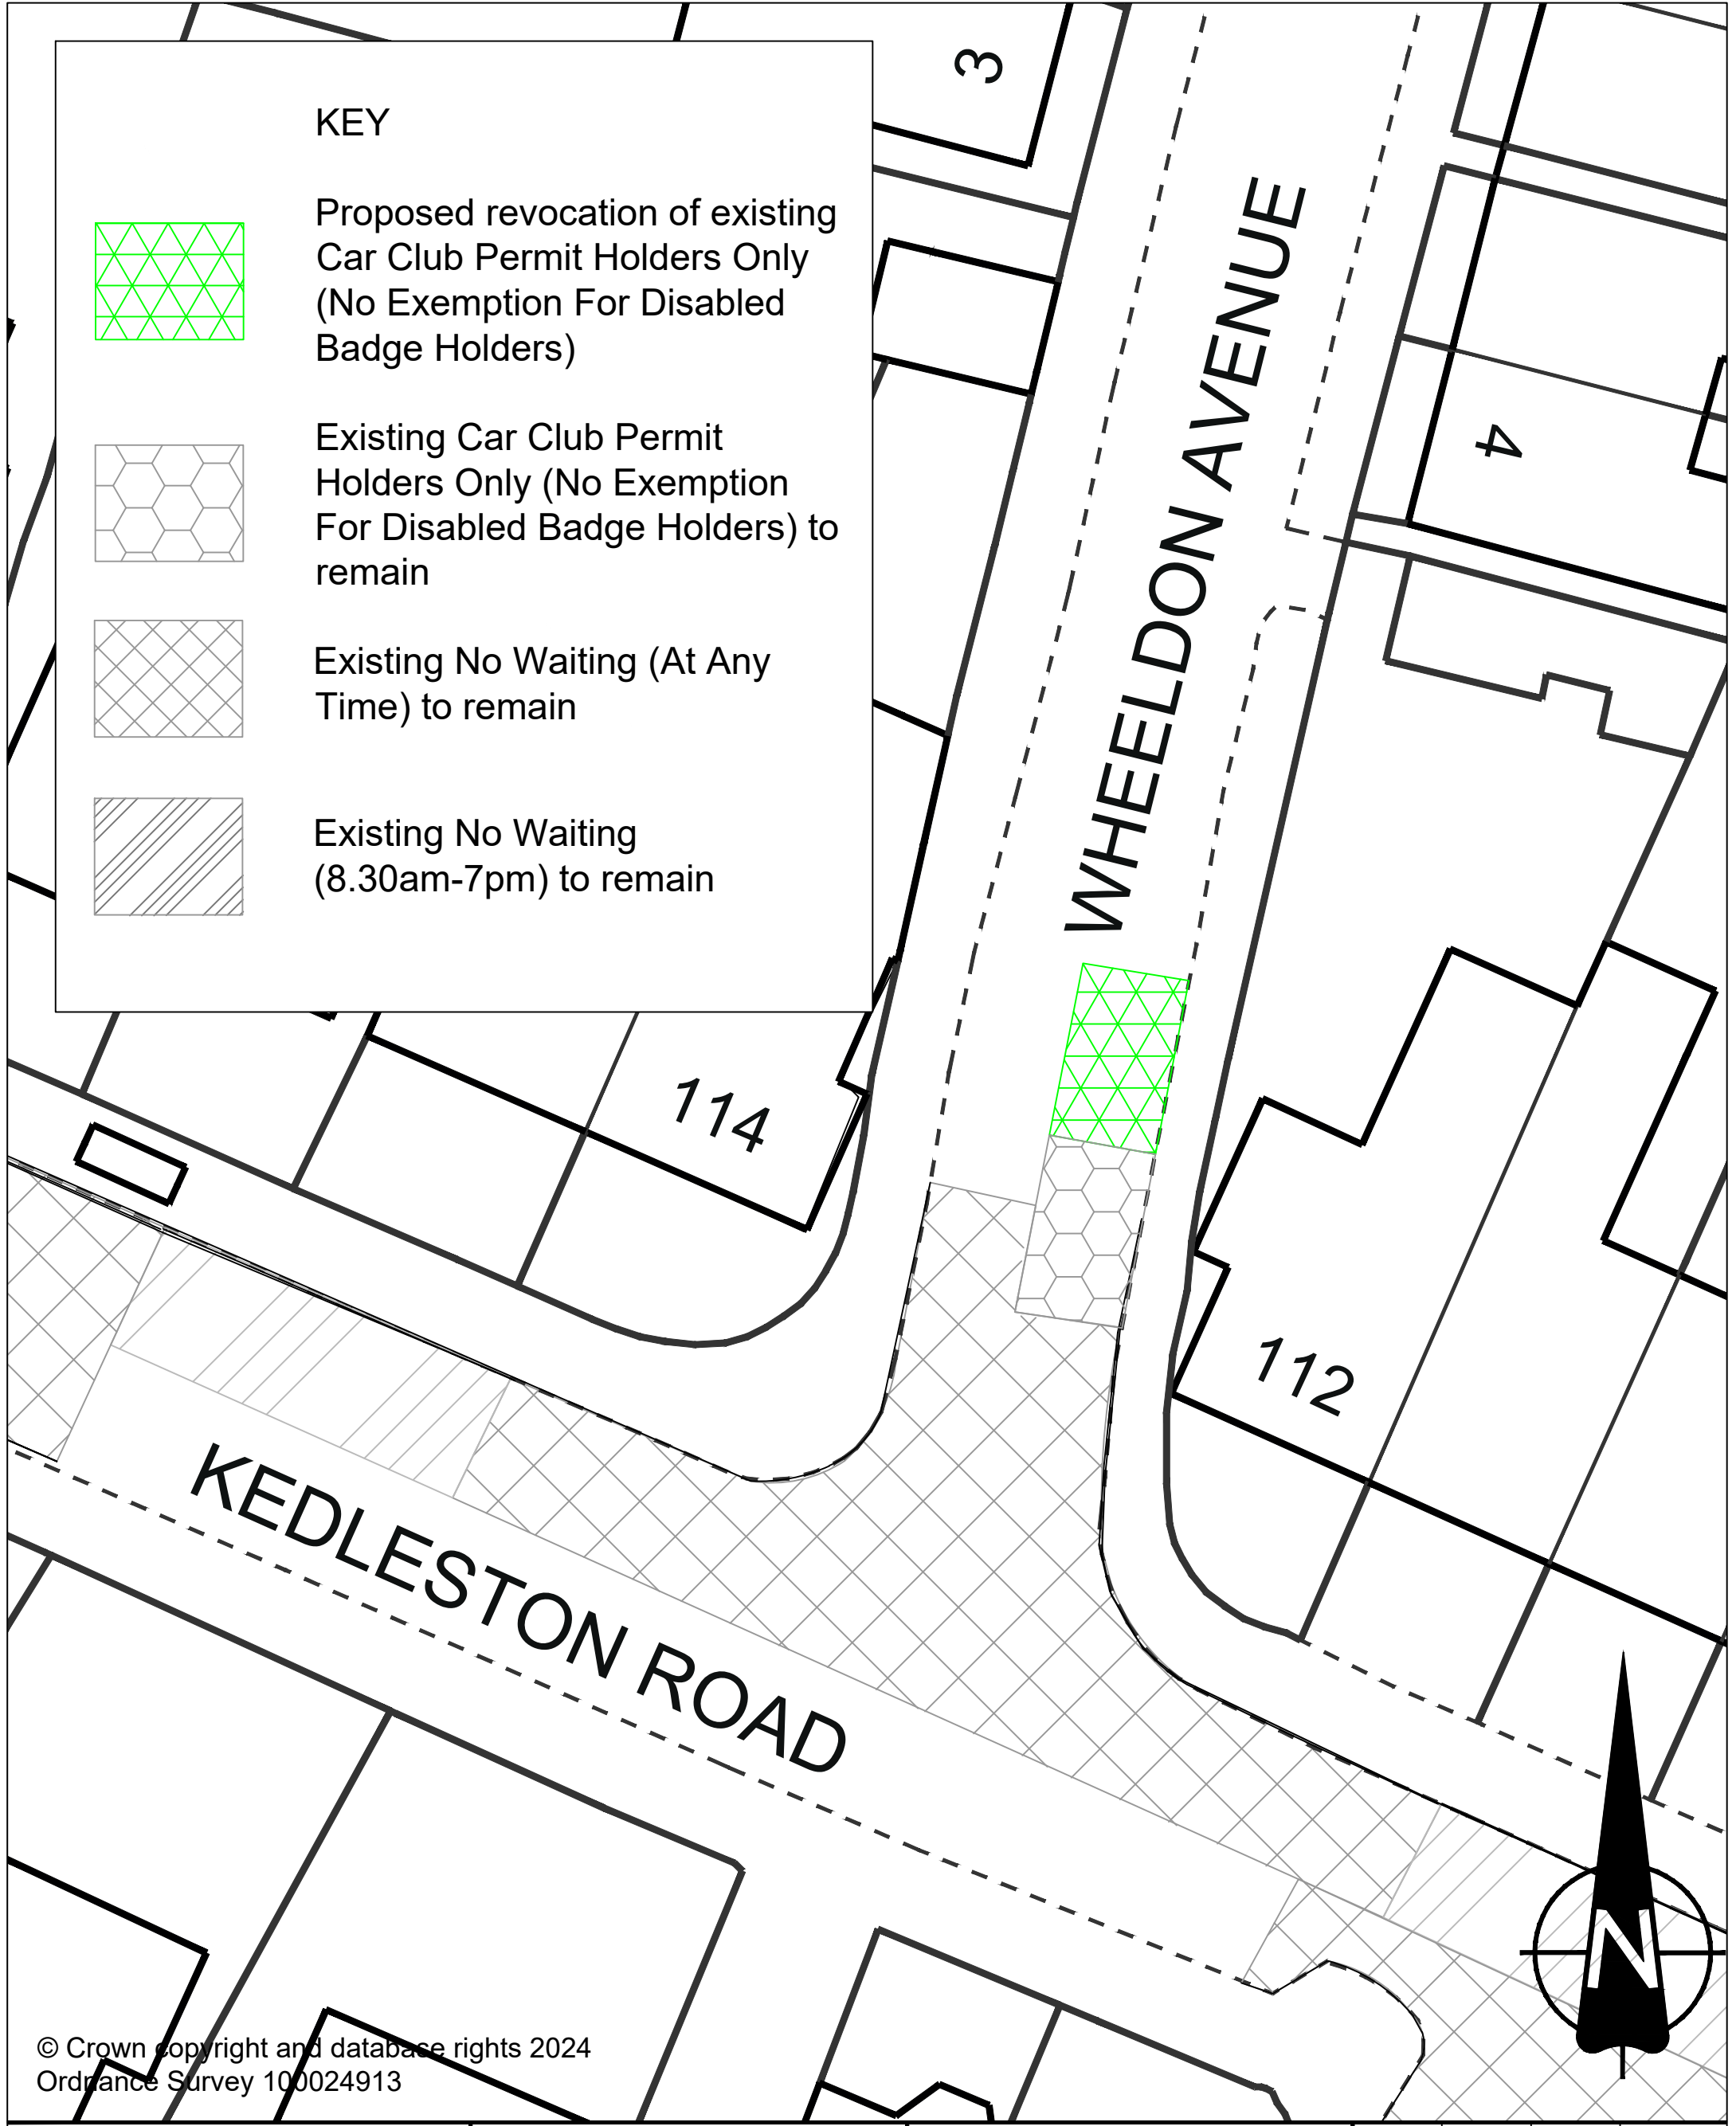 KEY
Proposed revocation of existing
Car Club Permit Holders Only
(No Exemption For Disabled
Badge Holders)
Existing Car Club Permit
Holders Only (No Exemption
For Disabled Badge Holders) to
remain
Existing No Waiting (At Any
Time) to remain
Existing No Waiting
(8.30am-7pm) to remain
3
WHEELDON AVENUE
4
114
112
KEDLESTON ROAD
N
© Crown copyright and database rights 2024
Ordnance Survey 100024913